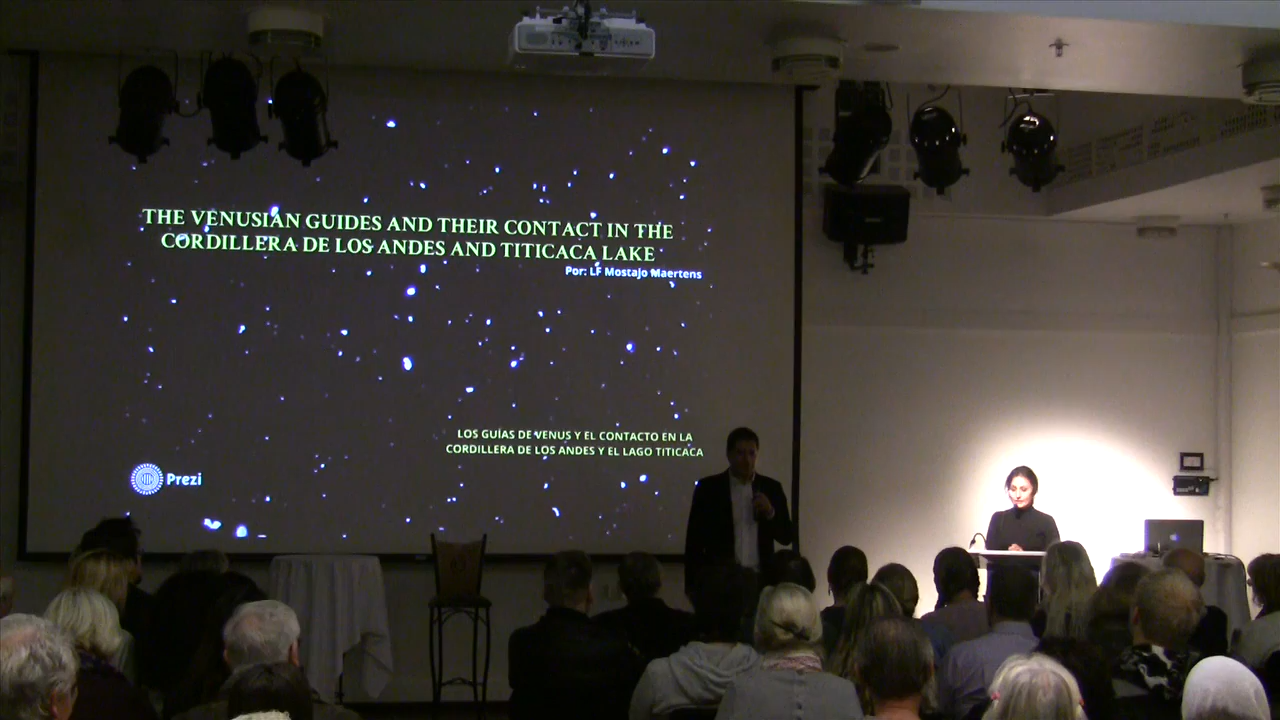 THE VENUSIAN GUIDES AND THEIR CONTACT IN THE
CORDILLERA DE LOS ANDES AND TITICACA LAKE
Por: LF Mostajo Maertens
LOS GUÍAS DE VENUS Y EL CONTACTO EN LA
CORDILLERA DE LOS ANDES Y EL LAGO TITICACA
Prezi